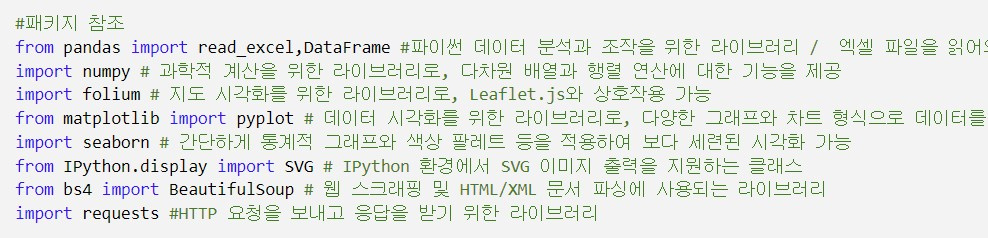 #패키지 참조
from pandas import read_excel,DataFrame #파이썬 데이터 분석과 조작을 위한 라이브러리 /  엑셀 파일을 읽어
import numpy # 과학적 계산을 위한 라이브러리로, 다차원 배열과 행렬 연산에 대한 기능을 제공
import folium # 지도 시각화를 위한 라이브러리로, Leaflet.js와 상호작용 가능
from matplotlib import pyplot # 데이터 시각화를 위한 라이브러리로, 다양한 그래프와 차트 형식으로 데이터를
import seaborn # 간단하게 통계적 그래프와 색상 팔레트 등을 적용하여 보다 세련된 시각화 가능
from IPython.display import SVG # IPython 환경에서 SVG 이미지 출력을 지원하는 클래스
from bs4 import BeautifulSoup # 웹 스크래핑 및 HTML/XML 문서 파싱에 사용되는 라이브러리
import requests #HTTP 요청을 보내고 응답을 받기 위한 라이브러리